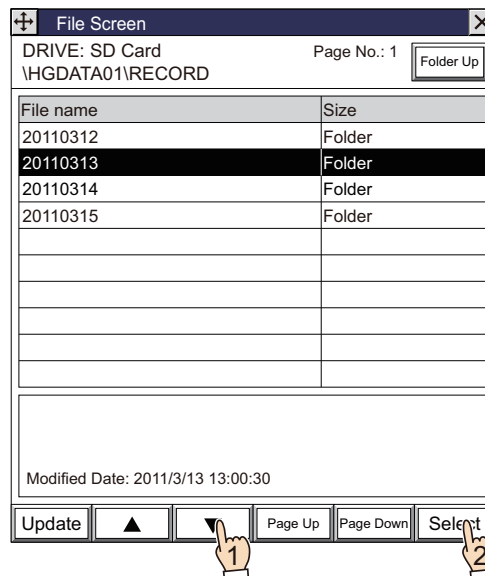 File Screen
DRIVE: SD Card Page No.: 1 Folder Up
\HGDATA01\RECORD
File name Size
20110312 Folder
20110313 Folder
20110314 Folder
20110315 Folder
Modified Date: 2011/3/13 13:00:30
Update ▲ ▼ Page Up Page Down Select
1 2